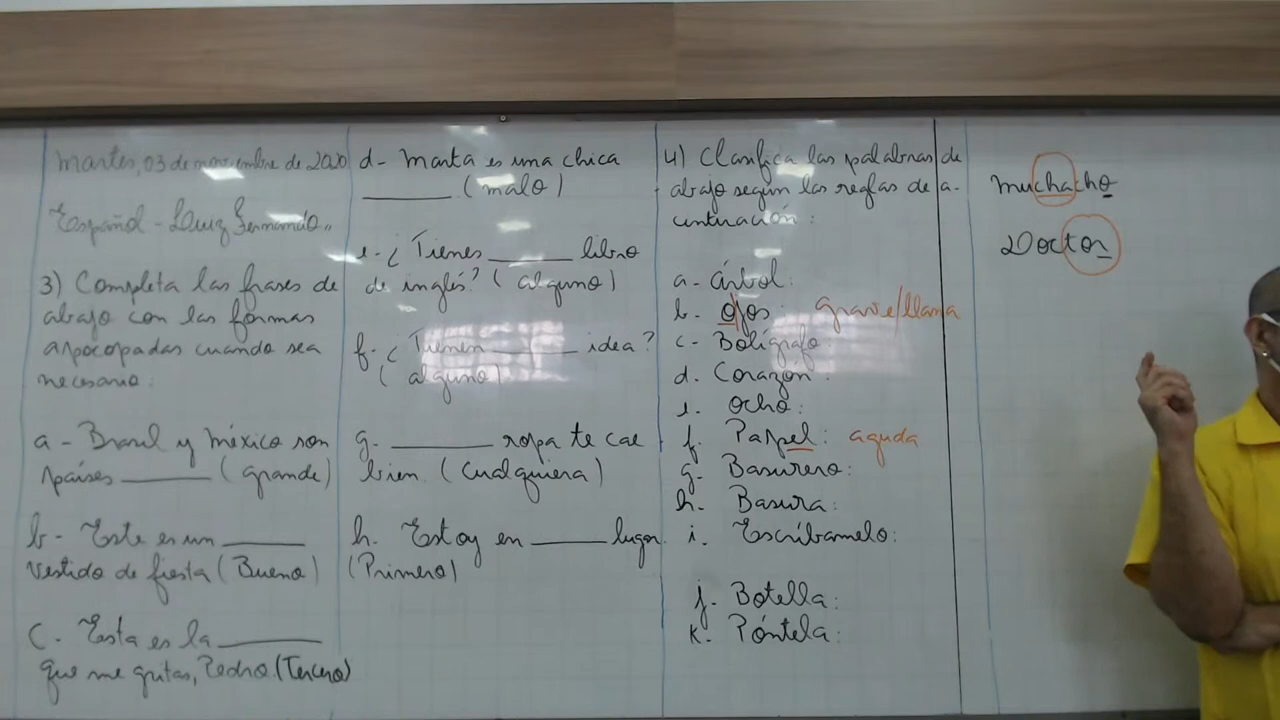 Martes, 03 de noviembre de 2020
Español - Luiz Fernando
3) Completa las frases de
abajo con las formas
apocopadas cuando sea
necesario:
a - Brasil y México son
países ______ (grande)
b - Este es un ______
vestido de fiesta (Bueno)
C. Esta es la ______
que me gritas, Pedro. (Tercero)
d - Marta es una chica
______ (malo)
e - ¿Tienes ______ libro
de inglés? (alguno)
f - ¿Tienen ______ idea?
(alguno)
g. ______ ropa te cae
bien. (Cualquiera)
h. Estoy en ______ lugar.
(Primero)
4) Clasifica las palabras de
abajo según las reglas de a-
centuación:
a - árbol:
b. ojos: grave/llana
c - Bolígrafo:
d. Corazón:
e. Ocho:
f. Papel: aguda
g - Basurero:
h. Basura:
i. Escríbamelo:
j. Botella:
k. Póntela:
muchacho
Doctor